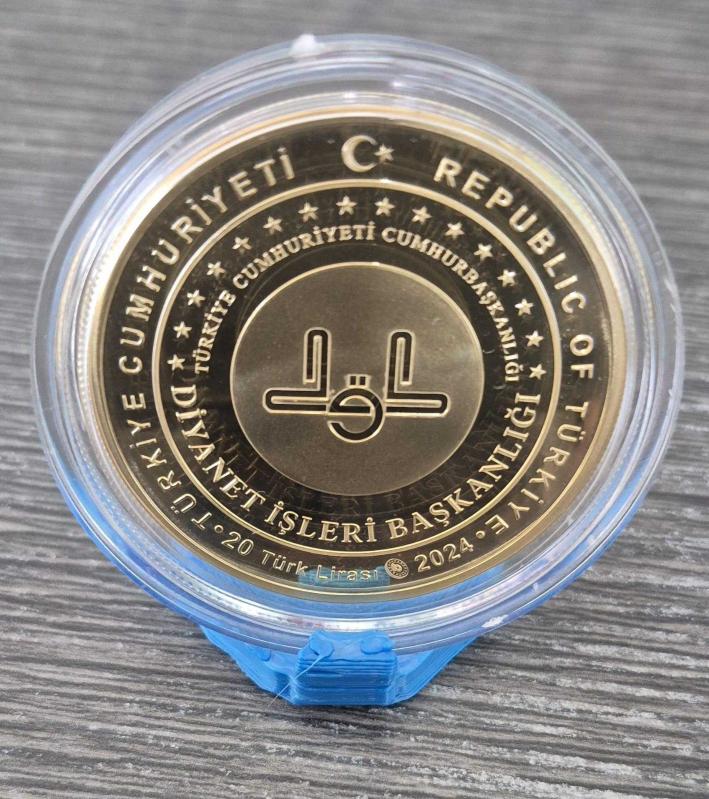 TÜRKİYE CUMHURİYETİ
REPUBLIC OF TÜRKİYE
TÜRKİYE CUMHURİYETİ CUMHURBAŞKANLIĞI
DİYANET İŞLERİ BAŞKANLIĞI
20 Türk Lirası 2024